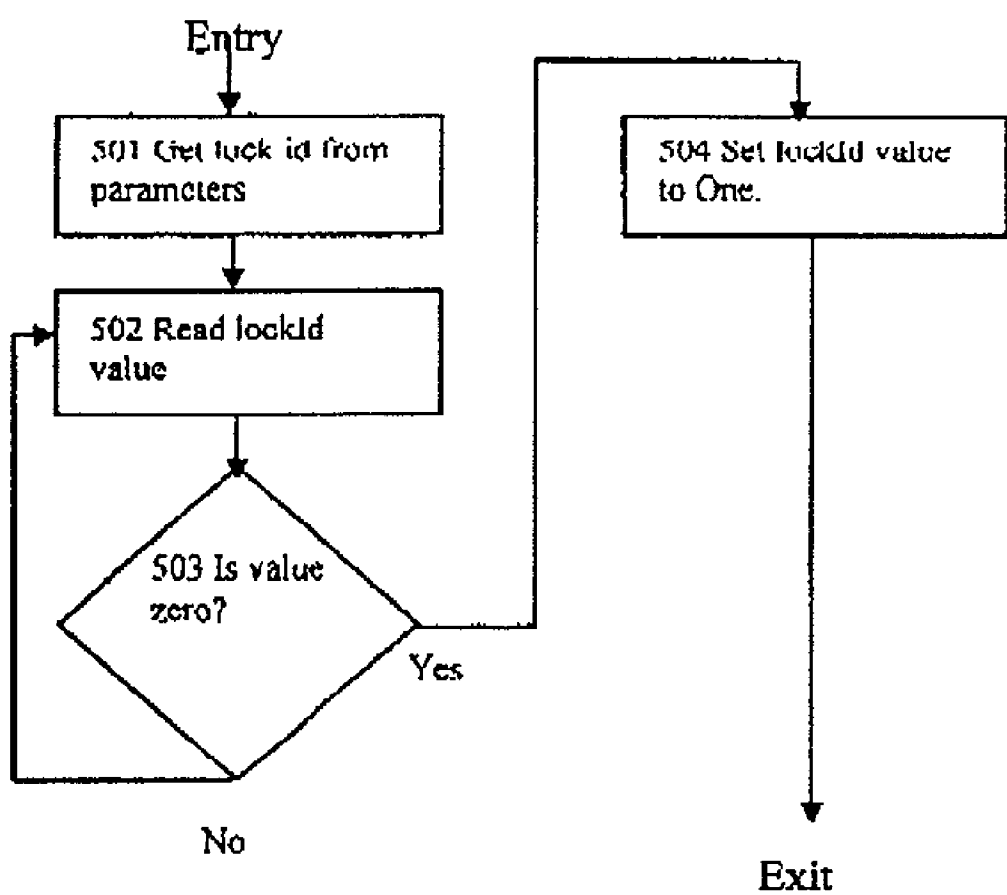 Entry
501 Get lock id from
parameters
502 Read lockId
value
503 Is value
zero?
Yes
No
504 Set lockId value
to One.
Exit